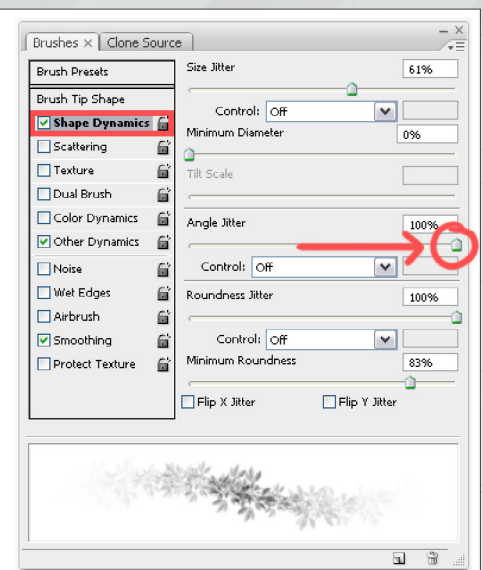 Brushes × Clone Source
Brush Presets
Brush Tip Shape
Shape Dynamics
Scattering
Texture
Dual Brush
Color Dynamics
Other Dynamics
Noise
Wet Edges
Airbrush
Smoothing
Protect Texture
Size Jitter 61%
Control: Off
Minimum Diameter 0%
Tilt Scale
Angle Jitter 100%
Control: Off
Roundness Jitter 100%
Control: Off
Minimum Roundness 83%
Flip X Jitter Flip Y Jitter